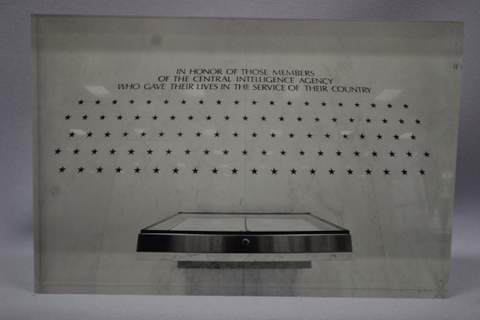 IN HONOR OF THOSE MEMBERS
OF THE CENTRAL INTELLIGENCE AGENCY
WHO GAVE THEIR LIVES IN THE SERVICE OF THEIR COUNTRY